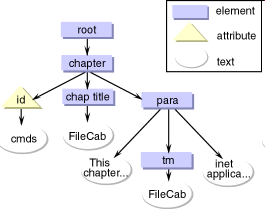 element
attribute
text
root
chapter
id
chap title
para
cmds
FileCab
This
chapter...
tm
inet
applica...
FileCab